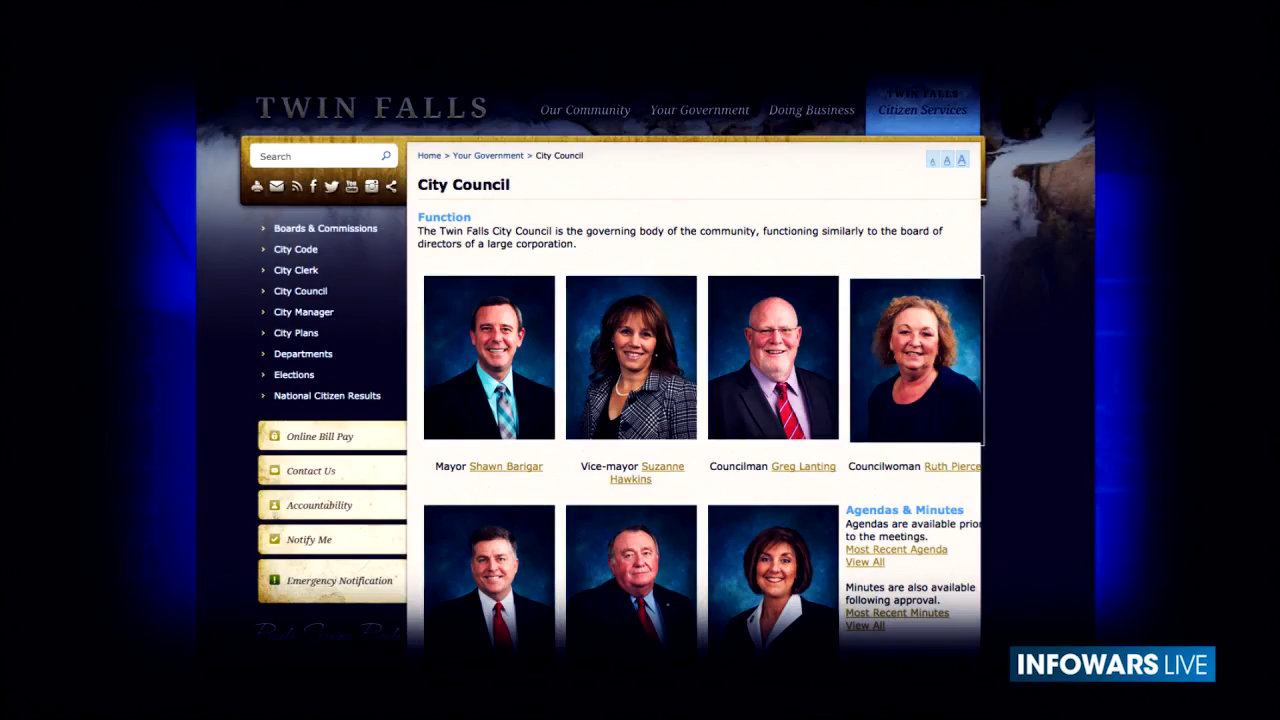 TWIN FALLS
Our Community
Your Government
Doing Business
TWIN FALLS
Citizen Services
Search
Home > Your Government > City Council
A A A
City Council
Function
The Twin Falls City Council is the governing body of the community, functioning similarly to the board of
directors of a large corporation.
Boards & Commissions
City Code
City Clerk
City Council
City Manager
City Plans
Departments
Elections
National Citizen Results
Online Bill Pay
Contact Us
Accountability
Notify Me
Emergency Notification
Mayor Shawn Barigar
Vice-mayor Suzanne
Hawkins
Councilman Greg Lanting
Councilwoman Ruth Pierce
Agendas & Minutes
Agendas are available prior
to the meetings.
Most Recent Agenda
View All
Minutes are also available
following approval.
Most Recent Minutes
View All
INFOWARS LIVE